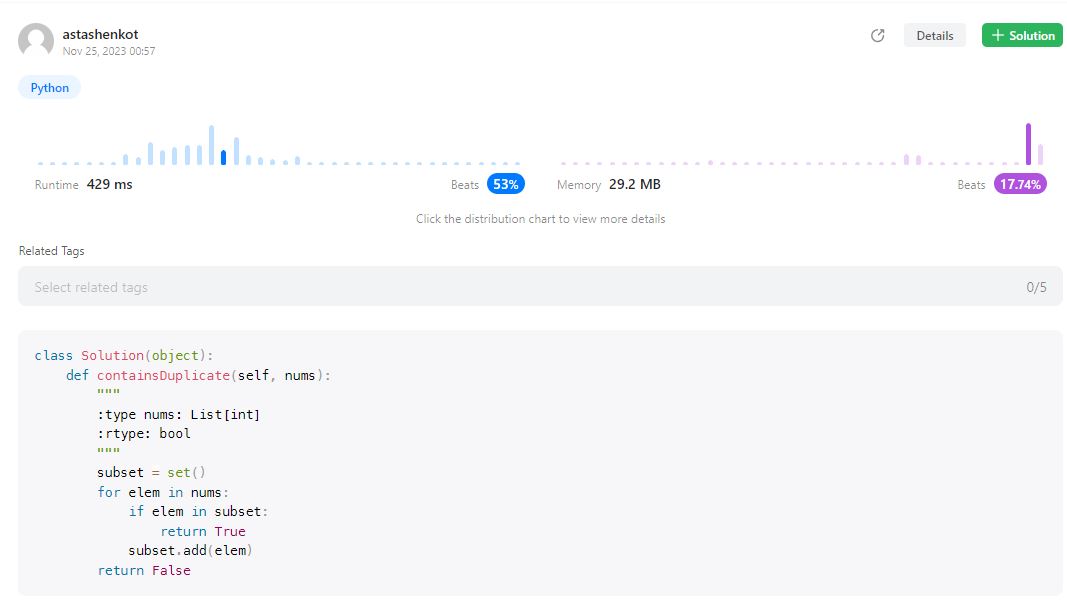 astashenkot
Nov 25, 2023 00:57
Details
+ Solution
Python
Runtime 429 ms
Beats 53%
Memory 29.2 MB
Beats 17.74%
Click the distribution chart to view more details
Related Tags
Select related tags
0/5
class Solution(object):
    def containsDuplicate(self, nums):
        """
        :type nums: List[int]
        :rtype: bool
        """
        subset = set()
        for elem in nums:
            if elem in subset:
                return True
            subset.add(elem)
        return False